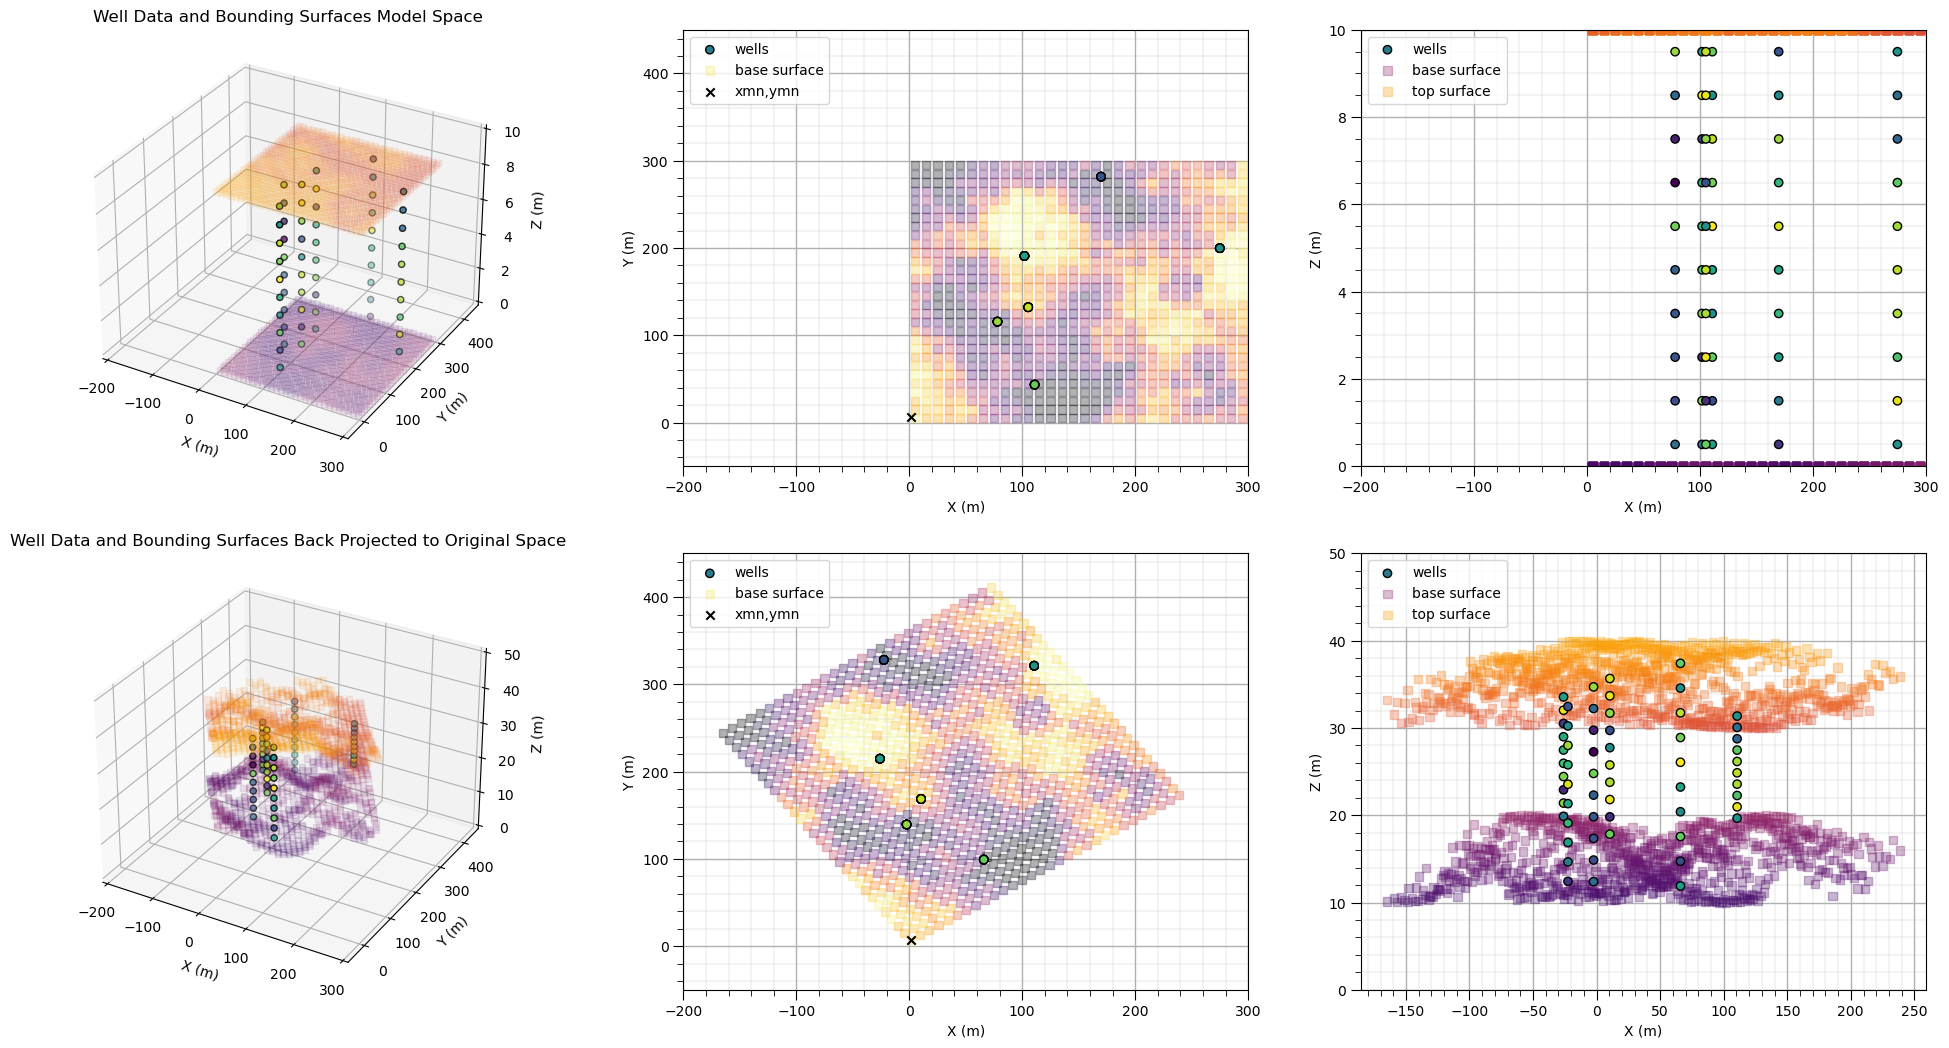 Well Data and Bounding Surfaces Model Space
10
8
6
4
2
0
Z (m)
−200
−100
0
100
200
300
X (m)
0
100
200
300
400
Y (m)
wells
base surface
xmn,ymn
400
300
200
100
0
Y (m)
−200
−100
0
100
200
300
X (m)
wells
base surface
top surface
10
8
6
4
2
0
Z (m)
−200
−100
0
100
200
300
X (m)
Well Data and Bounding Surfaces Back Projected to Original Space
50
40
30
20
10
0
Z (m)
−200
−100
0
100
200
300
X (m)
0
100
200
300
400
Y (m)
wells
base surface
xmn,ymn
400
300
200
100
0
Y (m)
−200
−100
0
100
200
300
X (m)
wells
base surface
top surface
50
40
30
20
10
0
Z (m)
−150
−100
−50
0
50
100
150
200
250
X (m)